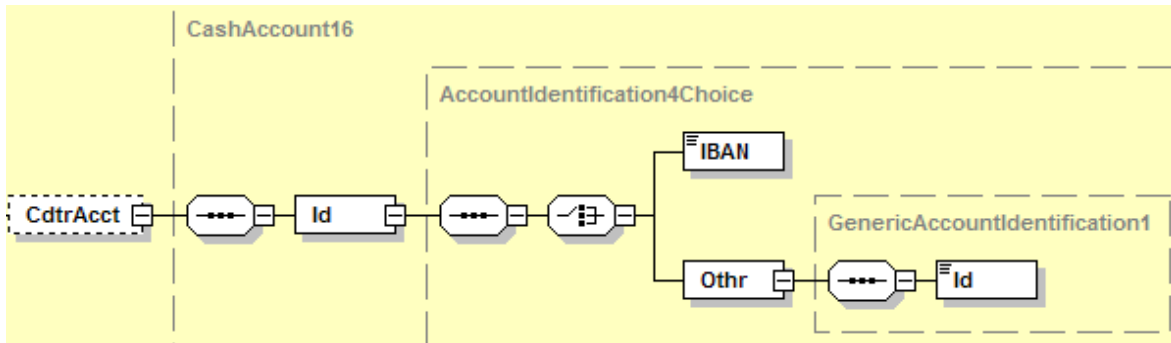 CashAccount16
AccountIdentification4Choice
IBAN
CdtrAcct
Id
GenericAccountIdentification1
Othr
Id